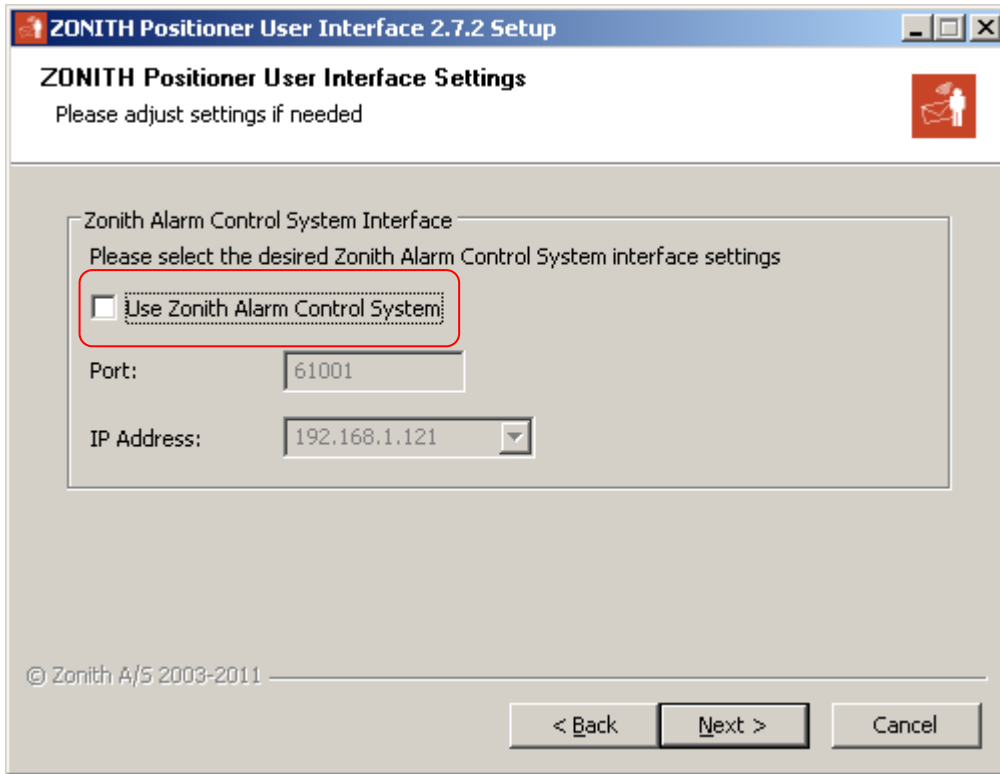 ZONITH Positioner User Interface 2.7.2 Setup
ZONITH Positioner User Interface Settings
Please adjust settings if needed
Zonith Alarm Control System Interface
Please select the desired Zonith Alarm Control System interface settings
Use Zonith Alarm Control System
Port: 61001
IP Address: 192.168.1.121
© Zonith A/S 2003-2011
< Back Next > Cancel